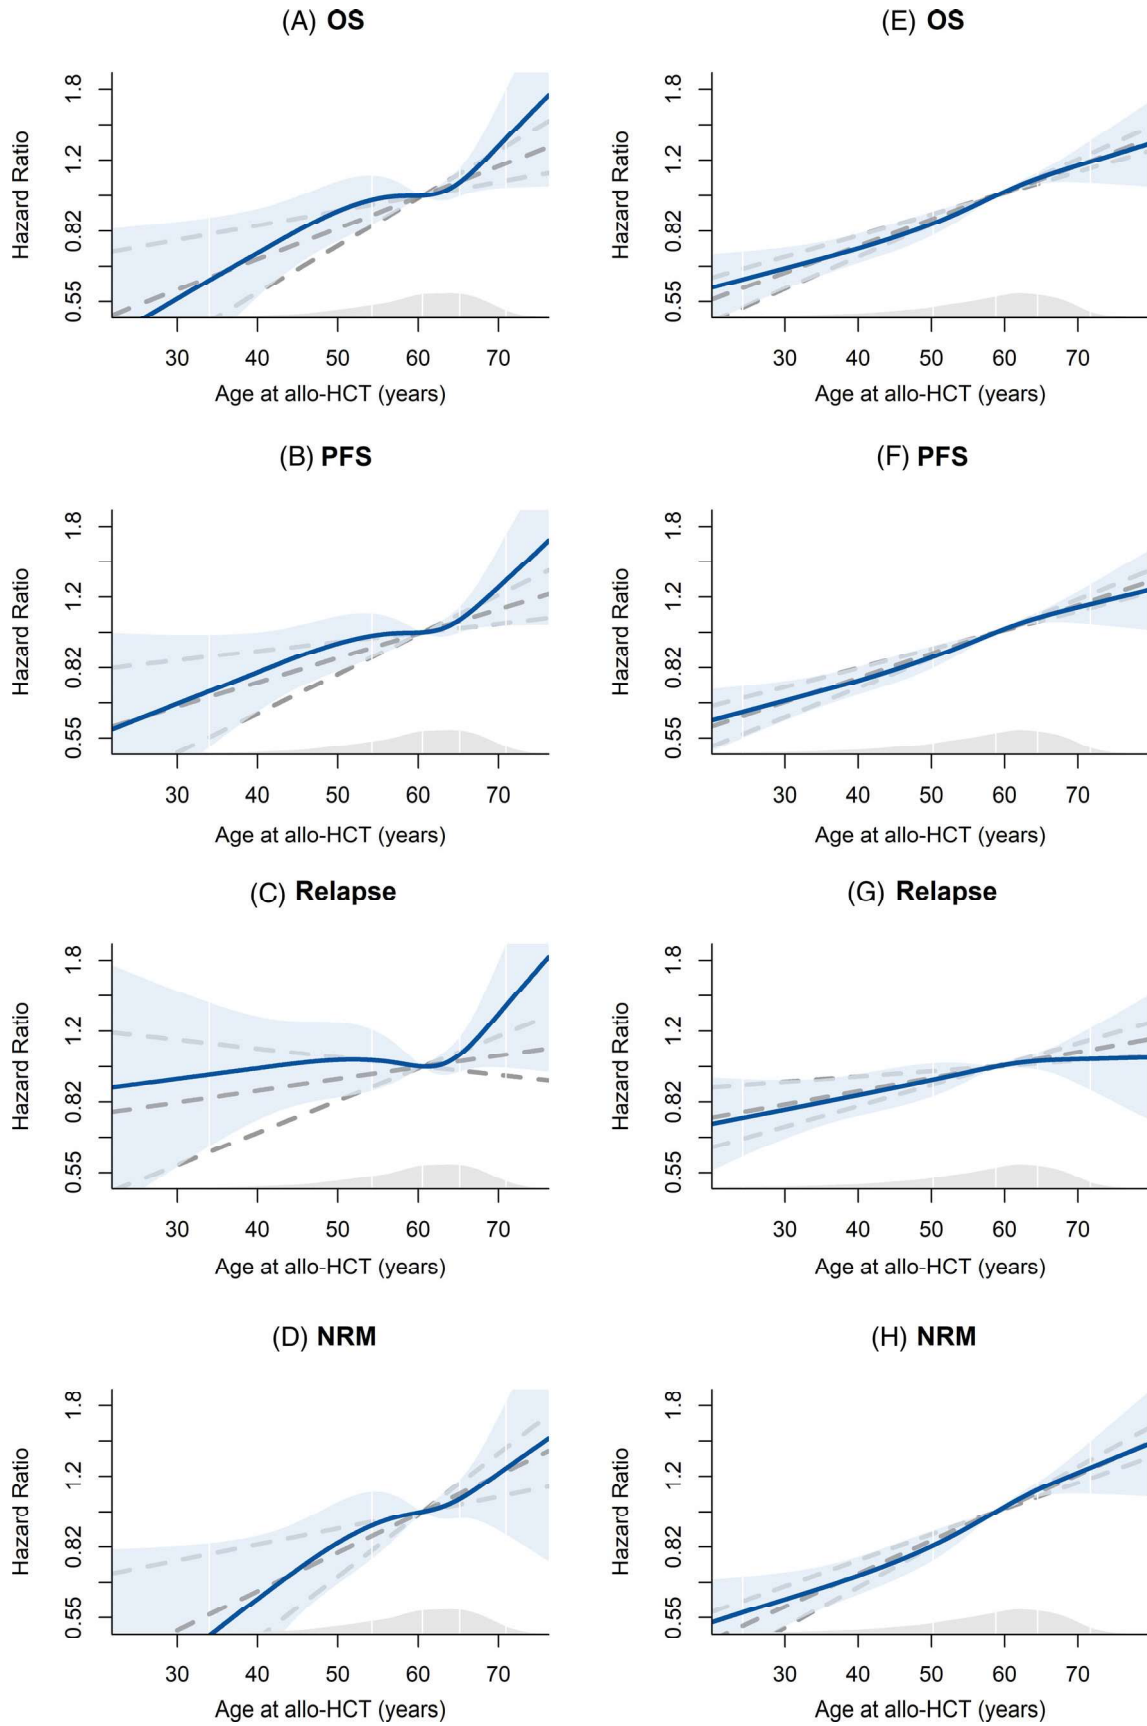 (A) OS
Hazard Ratio
1.8
1.2
0.82
0.55
30 40 50 60 70
Age at allo-HCT (years)
(E) OS
Hazard Ratio
1.8
1.2
0.82
0.55
30 40 50 60 70
Age at allo-HCT (years)
(B) PFS
Hazard Ratio
1.8
1.2
0.82
0.55
30 40 50 60 70
Age at allo-HCT (years)
(F) PFS
Hazard Ratio
1.8
1.2
0.82
0.55
30 40 50 60 70
Age at allo-HCT (years)
(C) Relapse
Hazard Ratio
1.8
1.2
0.82
0.55
30 40 50 60 70
Age at allo-HCT (years)
(G) Relapse
Hazard Ratio
1.8
1.2
0.82
0.55
30 40 50 60 70
Age at allo-HCT (years)
(D) NRM
Hazard Ratio
1.8
1.2
0.82
0.55
30 40 50 60 70
Age at allo-HCT (years)
(H) NRM
Hazard Ratio
1.8
1.2
0.82
0.55
30 40 50 60 70
Age at allo-HCT (years)